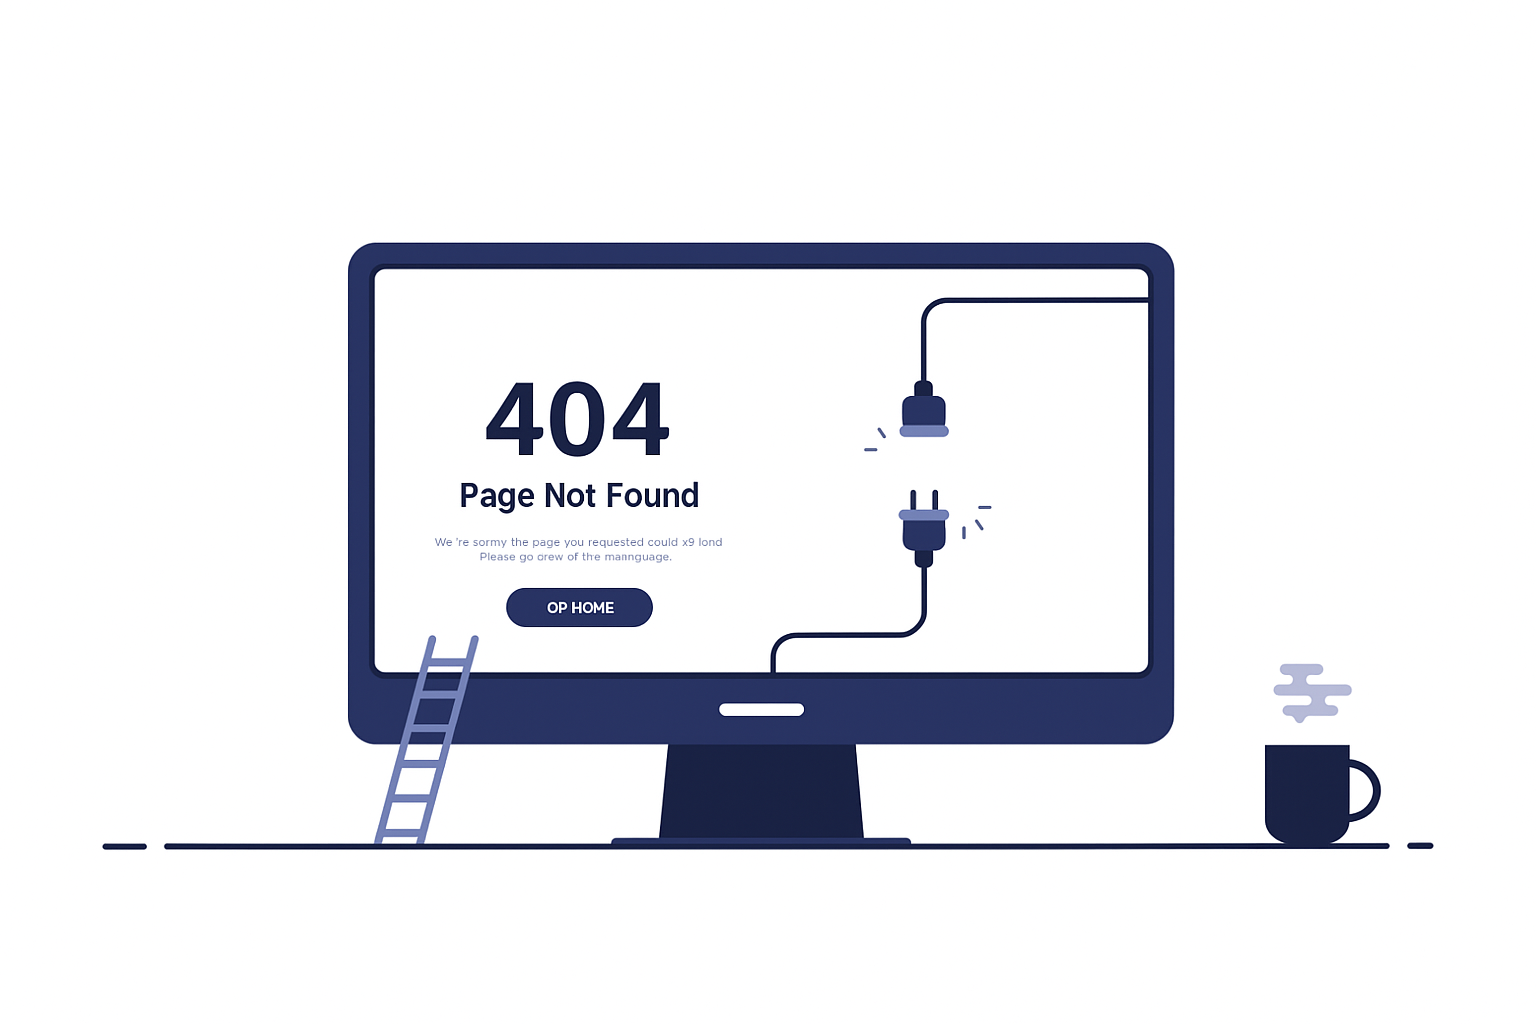 404
Page Not Found
We 're sormy the page you requested could x9 lond
Please go orew of the mannguage.
OP HOME